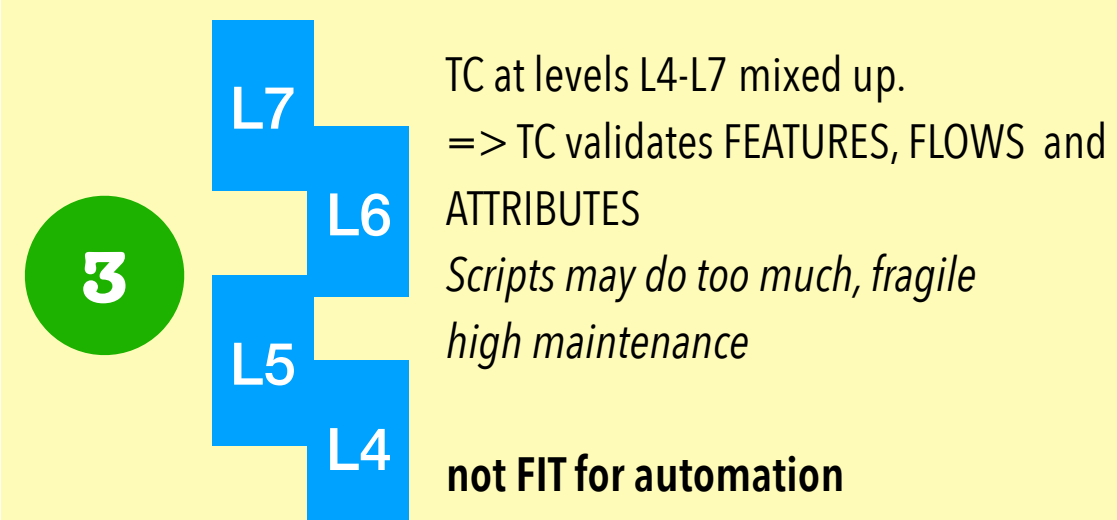 L7
L6
3
L5
L4
TC at levels L4-L7 mixed up.
=> TC validates FEATURES, FLOWS and
ATTRIBUTES
Scripts may do too much, fragile
high maintenance
not FIT for automation